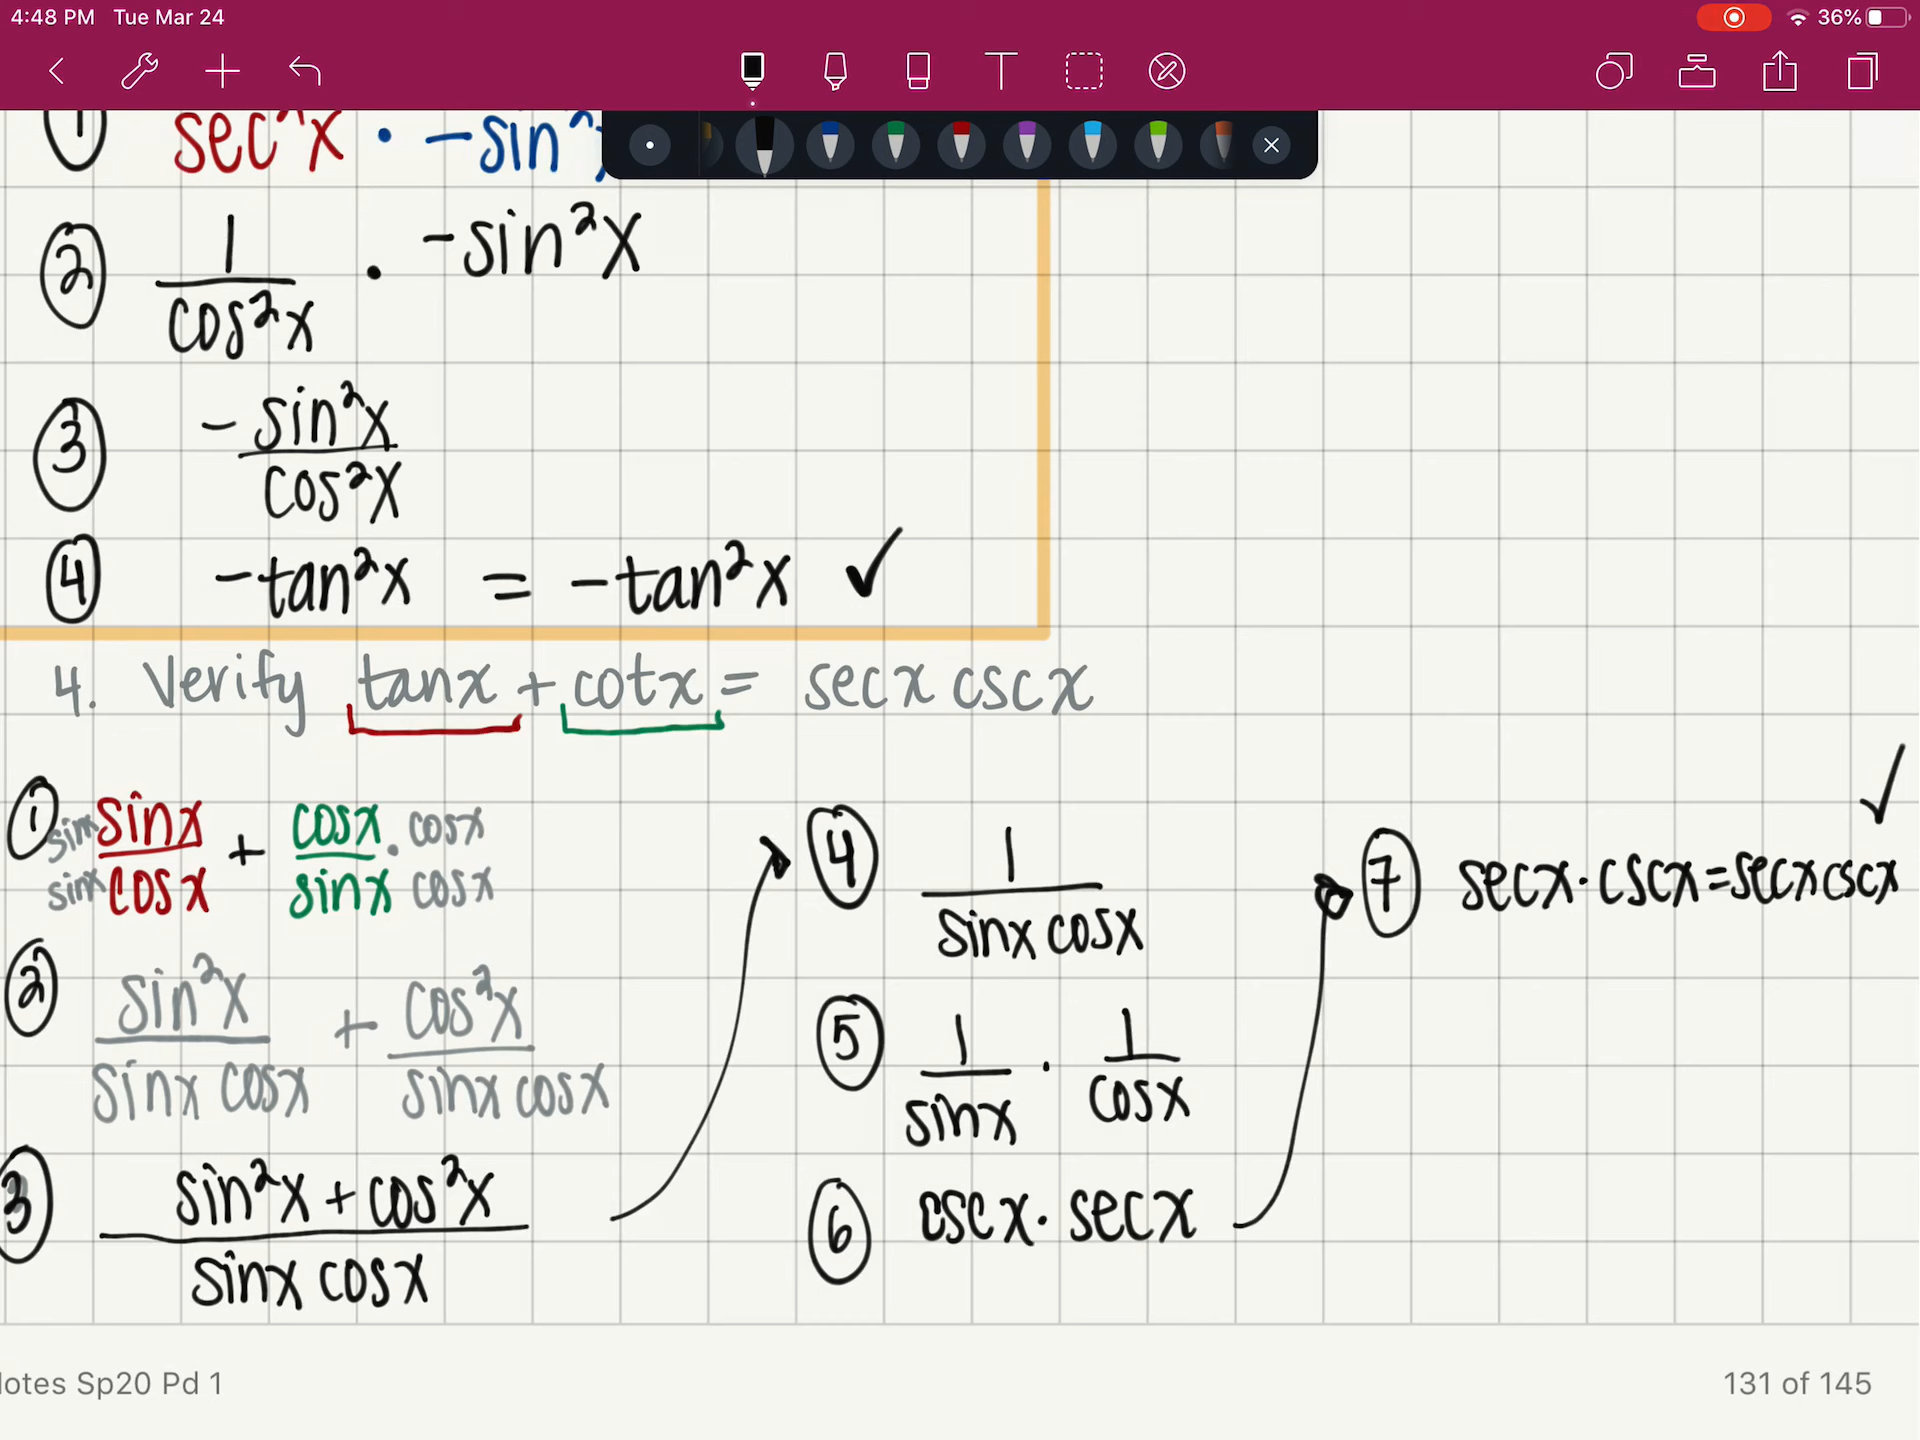 4:48 PM Tue Mar 24
36%
① sec²x · -sin²
② 1/cos²x · -sin²x
③ -sin²x/cos²x
④ -tan²x = -tan²x ✓
4. Verify tanx + cotx = secx cscx
① sinx sinx/sinx cosx + cosx/sinx · cosx/cosx
② sin²x/sinx cosx + cos²x/sinx cosx
③ sin²x + cos²x/sinx cosx
④ 1/sinx cosx
⑤ 1/sinx · 1/cosx
⑥ cscx · secx
⑦ secx · cscx = secx cscx ✓
otes Sp20 Pd 1
131 of 145